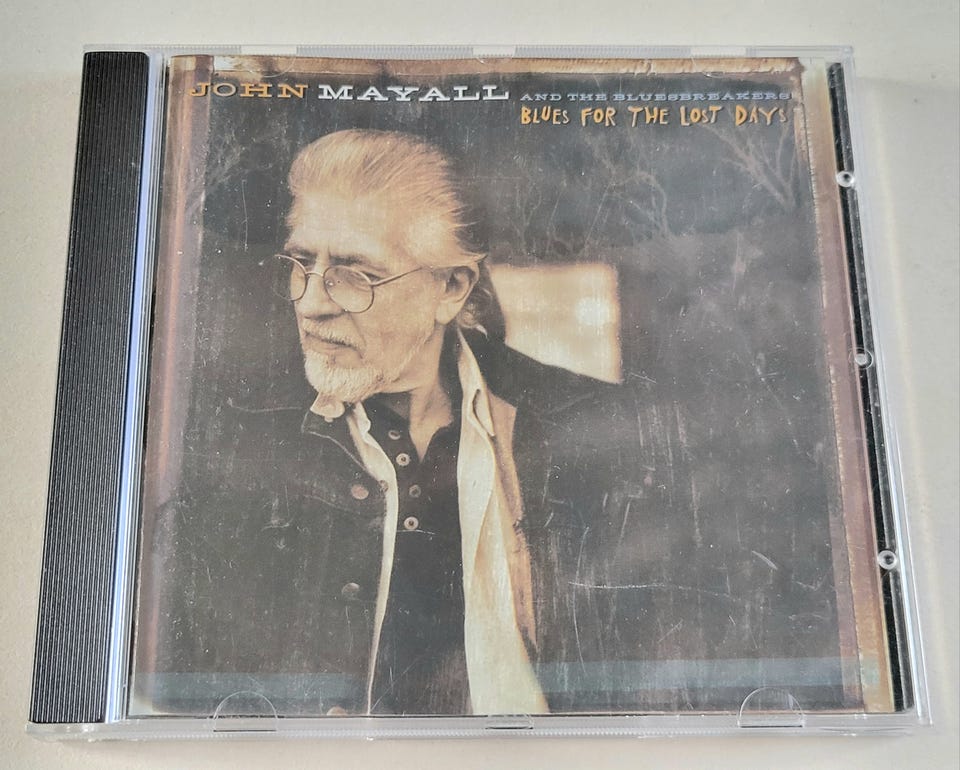 JOHN MAYALL AND THE BLUESBREAKERS
BLUES FOR THE LOST DAYS